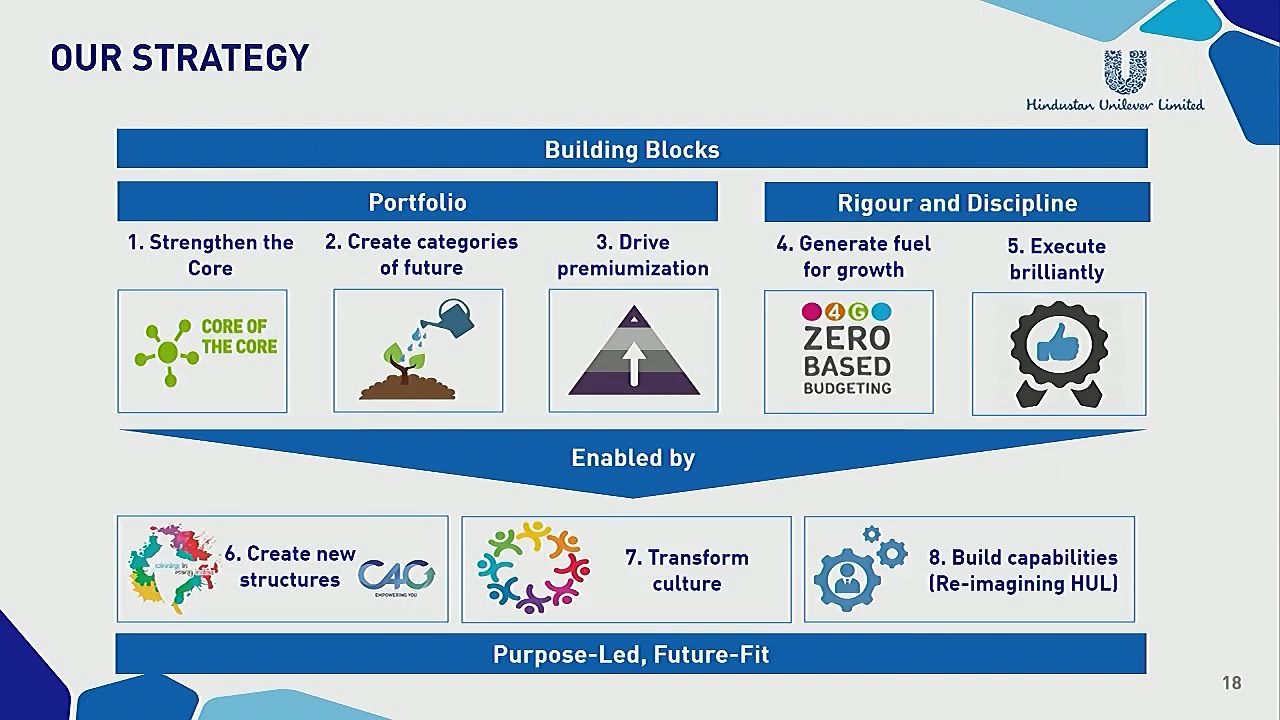 OUR STRATEGY
Hindustan Unilever Limited
Building Blocks
Portfolio
Rigour and Discipline
1. Strengthen the
Core
2. Create categories
of future
3. Drive
premiumization
4. Generate fuel
for growth
5. Execute
brilliantly
CORE OF
THE CORE
4G
ZERO
BASED
BUDGETING
Enabled by
winning in
many
6. Create new
structures
C4G
EMPOWERING YOU
7. Transform
culture
8. Build capabilities
(Re-imagining HUL)
Purpose-Led, Future-Fit
18